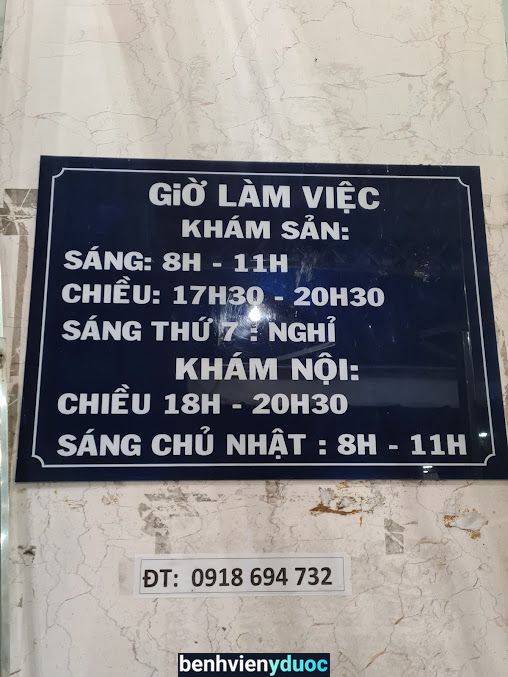 GiỜ LÀM VIỆC
KHÁM SẢN:
SÁNG: 8H - 11H
CHIỀU: 17H30 - 20H30
SÁNG THỨ 7 : NGHỈ
KHÁM NỘI:
CHIỀU 18H - 20H30
SÁNG CHỦ NHẬT : 8H - 11H
ĐT: 0918 694 732
benhvienyduoc